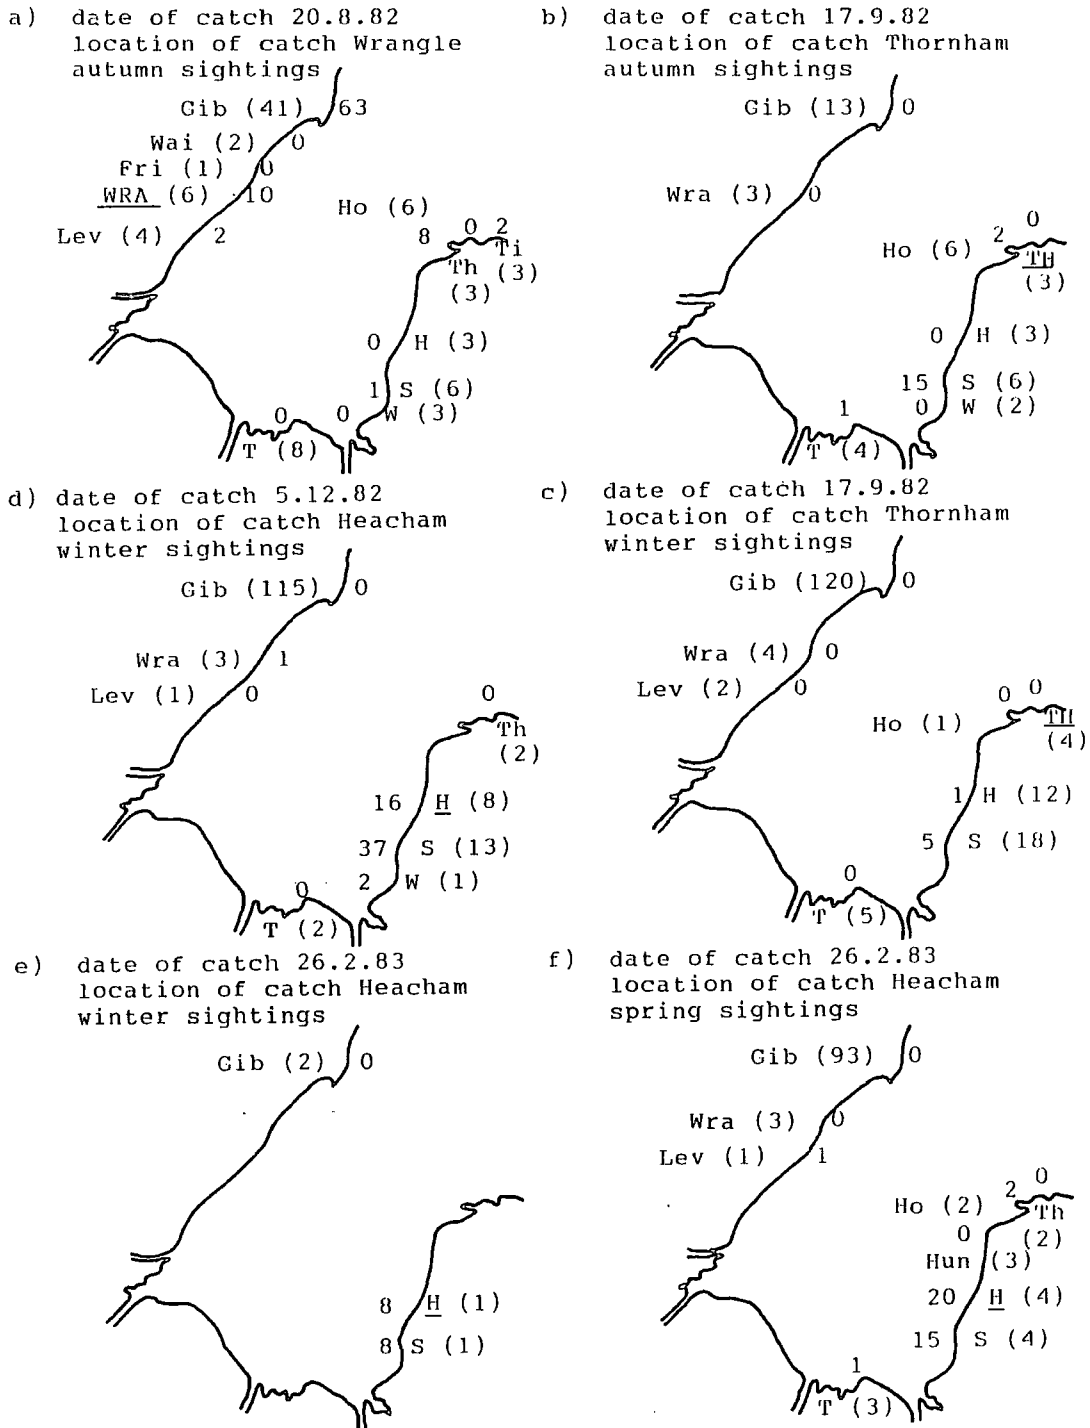 a) date of catch 20.8.82
location of catch Wrangle
autumn sightings
Gib (41) 63
Wai (2) 0
Fri (1) 0
WRA (6) 10
Lev (4) 2
Ho (6)
8 0 2
Th Ti
(3) (3)
0 H (3)
1 S (6)
0 0 W (3)
T (8)
b) date of catch 17.9.82
location of catch Thornham
autumn sightings
Gib (13) 0
Wra (3) 0
0
Ho (6) 2 TH
(3)
0 H (3)
15 S (6)
1 0 W (2)
T (4)
d) date of catch 5.12.82
location of catch Heacham
winter sightings
Gib (115) 0
Wra (3) 1
Lev (1) 0
0
Th
(2)
16 H (8)
37 S (13)
0 2 W (1)
T (2)
c) date of catch 17.9.82
location of catch Thornham
winter sightings
Gib (120) 0
Wra (4) 0
Lev (2) 0
0 0
Ho (1) TH
(4)
1 H (12)
5 S (18)
0
T (5)
e) date of catch 26.2.83
location of catch Heacham
winter sightings
Gib (2) 0
8 H (1)
8 S (1)
f) date of catch 26.2.83
location of catch Heacham
spring sightings
Gib (93) 0
Wra (3) 0
Lev (1) 1
0
Ho (2) 2 Th
0 (2)
Hun (3)
20 H (4)
15 S (4)
1
T (3)